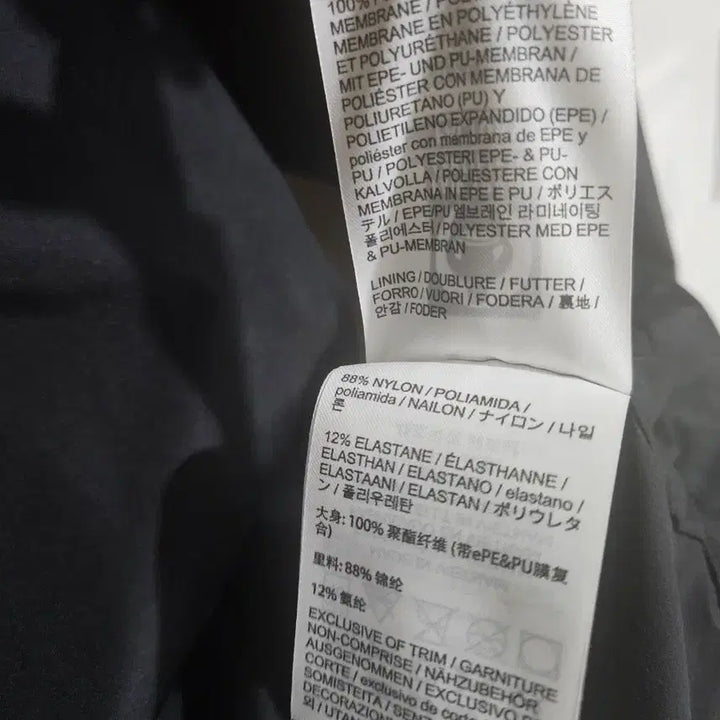 100%
MEMBRANE / POLYESTER
MEMBRANE EN POLYÉTHYLÈNE
ET POLYURÉTHANE / POLYESTER
MIT EPE- UND PU-MEMBRAN /
POLIÉSTER CON MEMBRANA DE
POLIURETANO (PU) Y
POLIETILENO EXPANDIDO (EPE) /
poliéster con membrana de EPE y
PU / POLYESTERI EPE- & PU-
KALVOLLA / POLIESTERE CON
MEMBRANA IN EPE E PU / ポリエス
テル / EPE/PU 멤브레인 라미네이팅
폴리에스터 / POLYESTER MED EPE
& PU-MEMBRAN
LINING / DOUBLURE / FUTTER /
FORRO / VUORI / FODERA / 裏地 /
안감 / FODER
88% NYLON / POLIAMIDA /
poliamida / NAILON / ナイロン / 나일
론
12% ELASTANE / ÉLASTHANNE /
ELASTHAN / ELASTANO / elastano /
ELASTAANI / ELASTAN / ポリウレタ
ン / 폴리우레탄
大身: 100% 聚酯纤维 (带ePE&PU膜复
合)
里料: 88% 锦纶
12% 氨纶
EXCLUSIVE OF TRIM / GARNITURE
NON-COMPRISE / NÄHZUBEHÖR
AUSGENOMMEN / EXCLUSIVO DE
CORTE / exclusivo de corte
SOMISTEITA / SENZA
DECORAZIONI
외 / UTAN